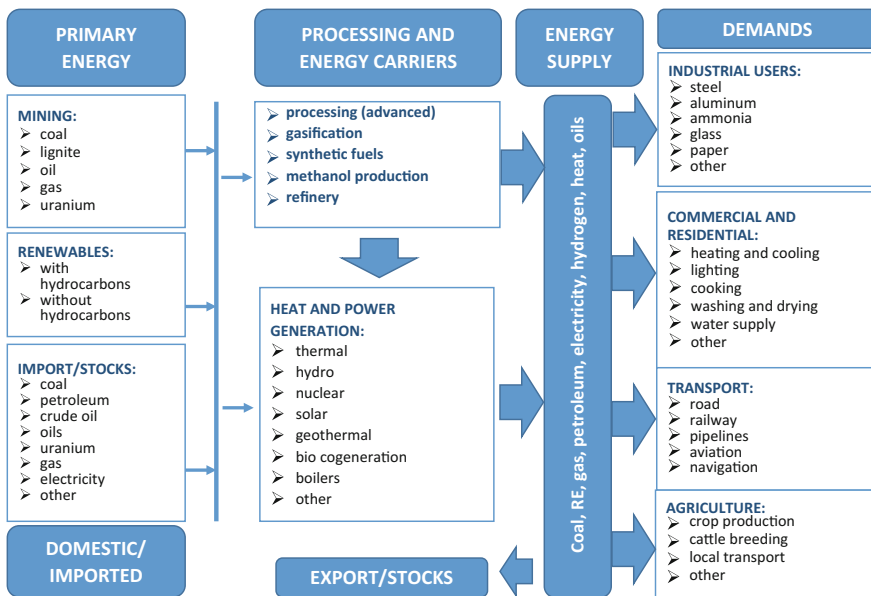 PRIMARY
ENERGY
MINING:
➢ coal
➢ lignite
➢ oil
➢ gas
➢ uranium
RENEWABLES:
➢ with
hydrocarbons
➢ without
hydrocarbons
IMPORT/STOCKS:
➢ coal
➢ petroleum
➢ crude oil
➢ oils
➢ uranium
➢ gas
➢ electricity
➢ other
DOMESTIC/
IMPORTED
PROCESSING AND
ENERGY CARRIERS
➢ processing (advanced)
➢ gasification
➢ synthetic fuels
➢ methanol production
➢ refinery
HEAT AND POWER
GENERATION:
➢ thermal
➢ hydro
➢ nuclear
➢ solar
➢ geothermal
➢ bio cogeneration
➢ boilers
➢ other
EXPORT/STOCKS
ENERGY
SUPPLY
Coal, RE, gas, petroleum, electricity, hydrogen, heat, oils
DEMANDS
INDUSTRIAL USERS:
➢ steel
➢ aluminum
➢ ammonia
➢ glass
➢ paper
➢ other
COMMERCIAL AND
RESIDENTIAL:
➢ heating and cooling
➢ lighting
➢ cooking
➢ washing and drying
➢ water supply
➢ other
TRANSPORT:
➢ road
➢ railway
➢ pipelines
➢ aviation
➢ navigation
AGRICULTURE:
➢ crop production
➢ cattle breeding
➢ local transport
➢ other